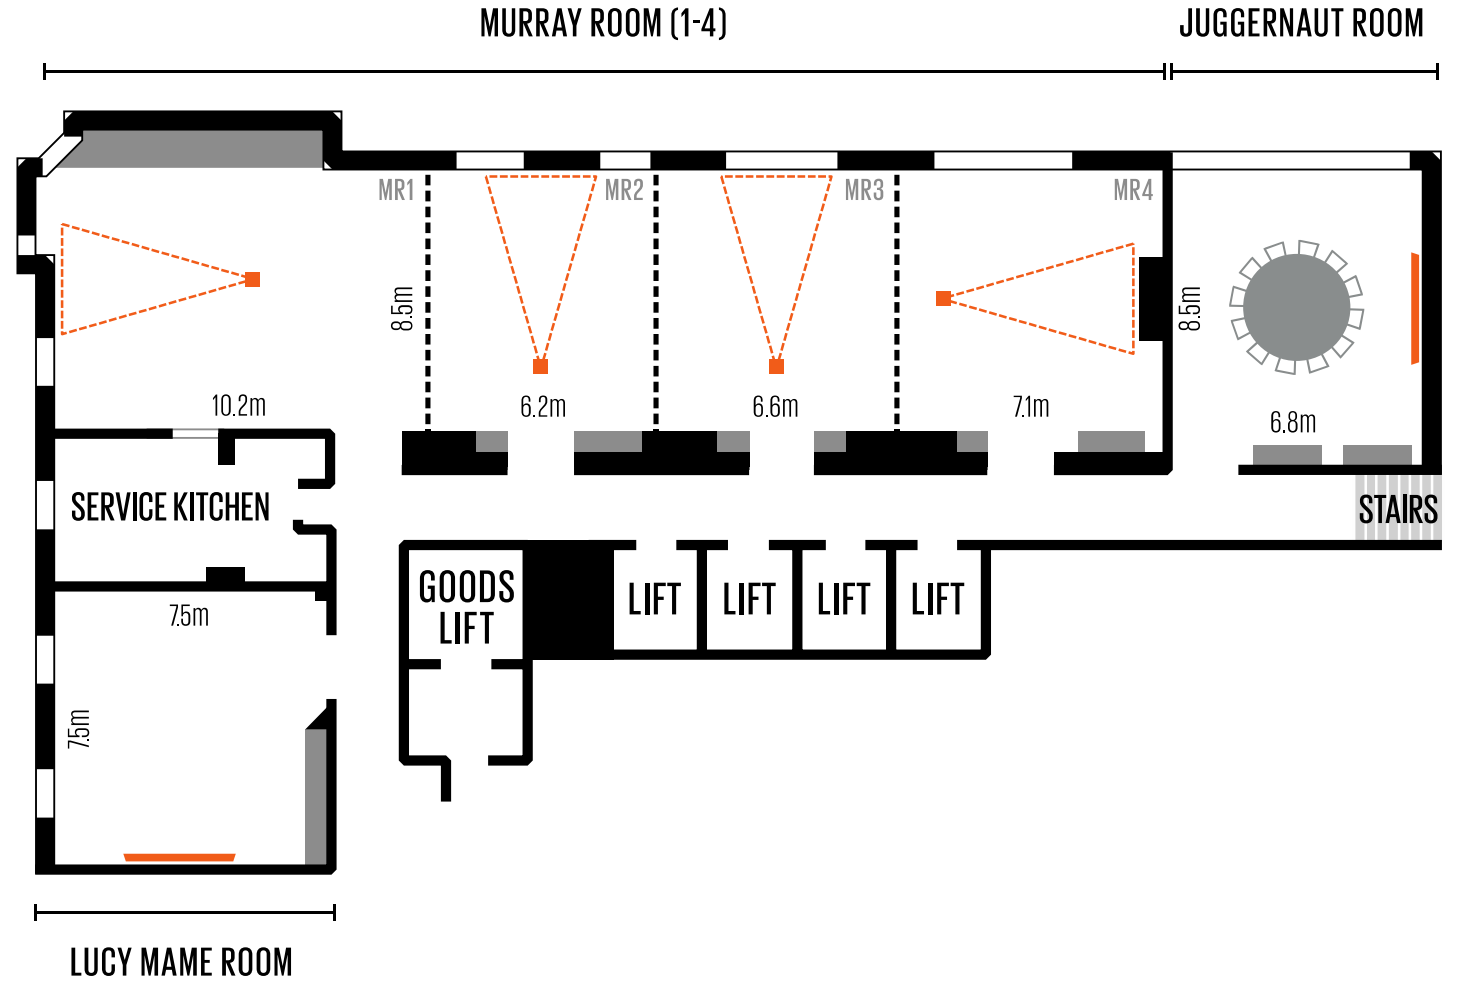 MURRAY ROOM (1-4)
JUGGERNAUT ROOM
MR1
MR2
MR3
MR4
8.5m
8.5m
10.2m
6.2m
6.6m
7.1m
6.8m
SERVICE KITCHEN
STAIRS
GOODS
LIFT
LIFT
LIFT
LIFT
LIFT
7.5m
7.5m
LUCY MAME ROOM